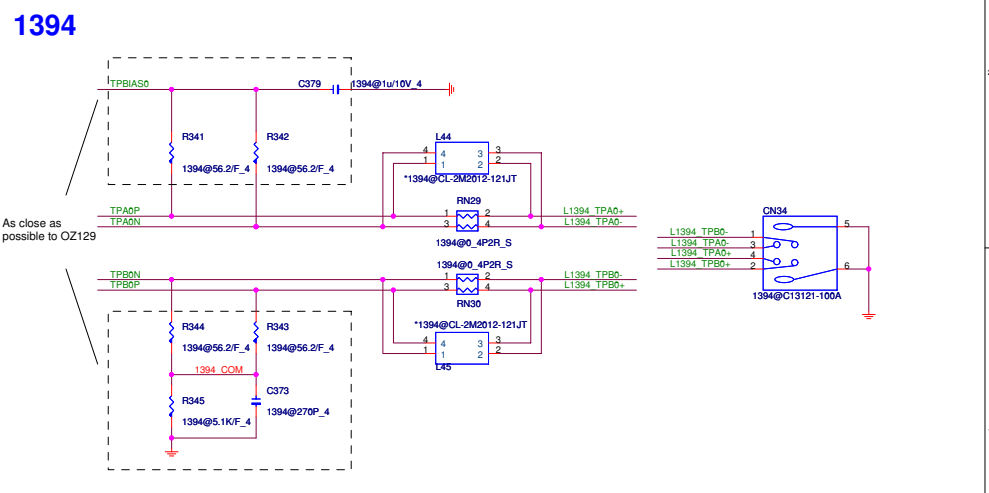 1394
TPBIAS0
C379
1394@1u/10V_4
R341
R342
1394@56.2/F_4
1394@56.2/F_4
L44
4
1
4
1
3
2
3
2
*1394@CL-2M2012-121JT
RN29
As close as
possible to OZ129
TPA0P
TPA0N
1
3
2
4
L1394_TPA0+
L1394_TPA0-
1394@0_4P2R_S
CN34
L1394_TPB0-
L1394_TPA0-
L1394_TPA0+
L1394_TPB0+
1
3
4
2
5
6
1394@C13121-100A
1394@0_4P2R_S
TPB0N
TPB0P
1
3
2
4
L1394_TPB0-
L1394_TPB0+
RN30
R344
R343
*1394@CL-2M2012-121JT
1394@56.2/F_4
1394@56.2/F_4
4
1
4
1
3
2
3
2
L45
1394_COM
R345
C373
1394@5.1K/F_4
1394@270P_4